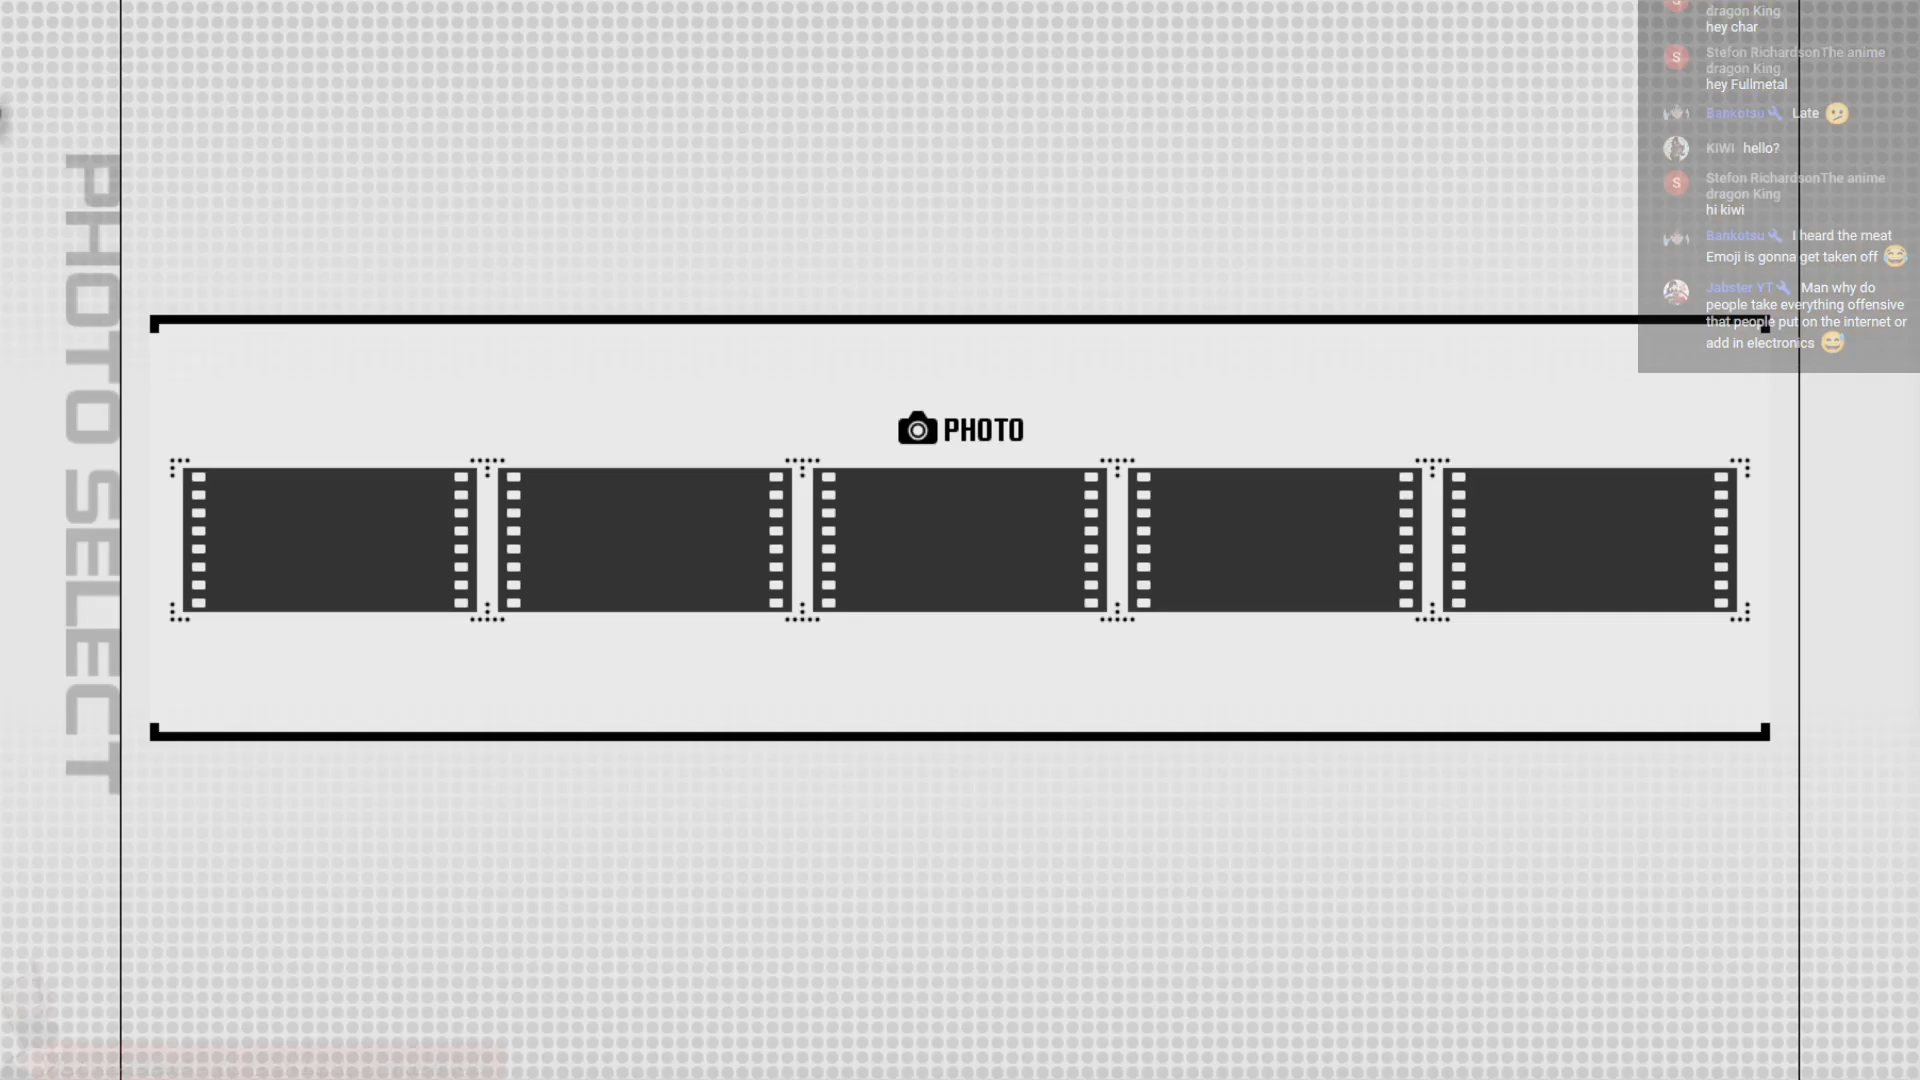 PHOTO SELECT
PHOTO
dragon King
hey char
Stefon RichardsonThe anime
dragon King
hey Fullmetal
Bankotsu Late 🫤
KIWI hello?
S
Stefon RichardsonThe anime
dragon King
hi kiwi
Bankotsu I heard the meat
Emoji is gonna get taken off 😂
Jabster YT Man why do
people take everything offensive
that people put on the internet or
add in electronics 😅